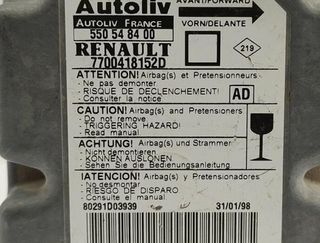 Autoliv
AVANT/FORWARD
AUTOLIV FRANCE
VORN/DELANTE
550 54 84 00
RENAULT
7700418152D
219
ATTENTION! Airbag(s) et Pretensionneurs
- Ne pas demonter
- RISQUE DE DECLENCHEMENT!
- Consulter la notice
AD
CAUTION! Airbag(s) and Pretensioners
- Do not remove
- TRIGGERING HAZARD!
- Read manual
ACHTUNG! Airbag(s) und Strammer
- Nicht demontieren
- KÖNNEN AUSLÖSEN
- Sehen Sie die Bedienungsanleitung
¡ATENCION! Airbag(s) y Pretensionadores
- No desmontar
- RIESGO DE DISPARO
- Consulte el manual
80291D03939
31/01/98